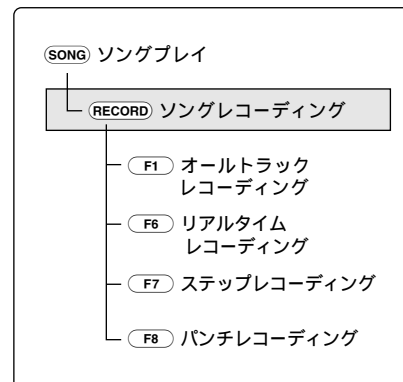 SONG ソングプレイ
RECORD ソングレコーディング
F1 オールトラック
レコーディング
F6 リアルタイム
レコーディング
F7 ステップレコーディング
F8 パンチレコーディング